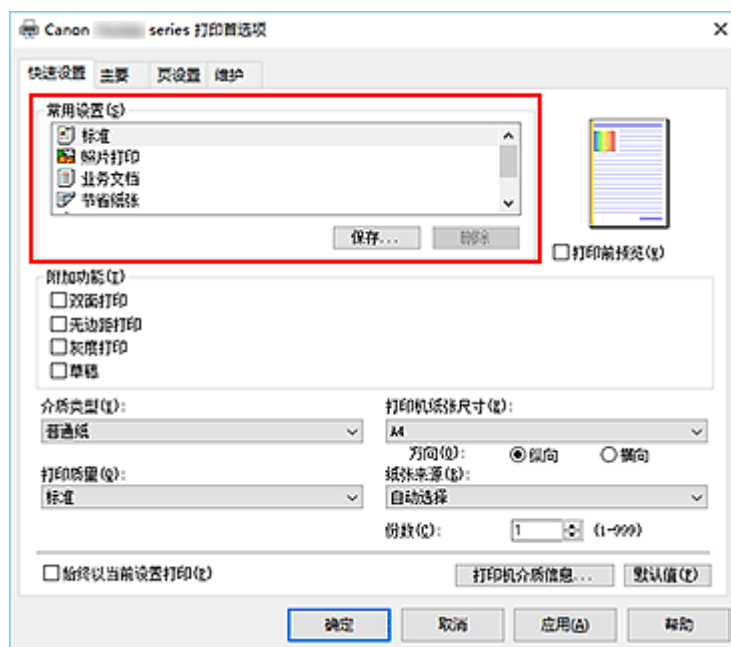 Canon series 打印首选项
快速设置 主要 页设置 维护
常用设置(S)
标准
照片打印
业务文档
节省纸张
保存... 删除
打印前预览(V)
附加功能(I)
双面打印
无边距打印
灰度打印
草稿
介质类型(Y):
普通纸
打印机纸张尺寸(Z):
A4
方向(O): 纵向 横向
打印质量(Q):
标准
纸张来源(B):
自动选择
份数(C): 1 (1-999)
始终以当前设置打印(P)
打印机介质信息... 默认值(F)
确定 取消 应用(A) 帮助